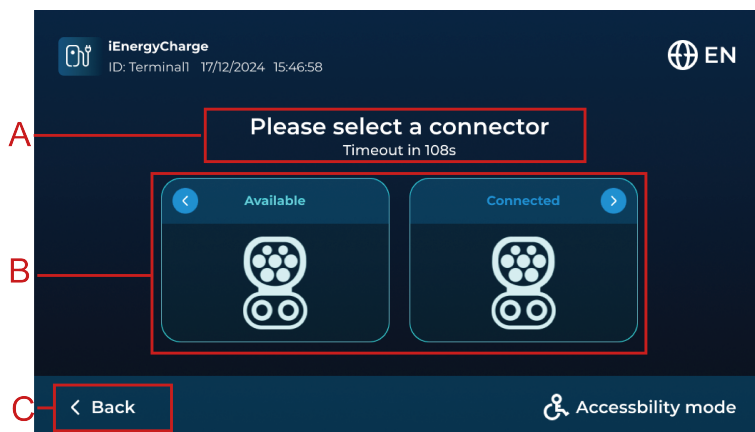 iEnergyCharge
ID: Terminal1 17/12/2024 15:46:58
EN
A
Please select a connector
Timeout in 108s
B
Available
Connected
C
Back
Accessbility mode